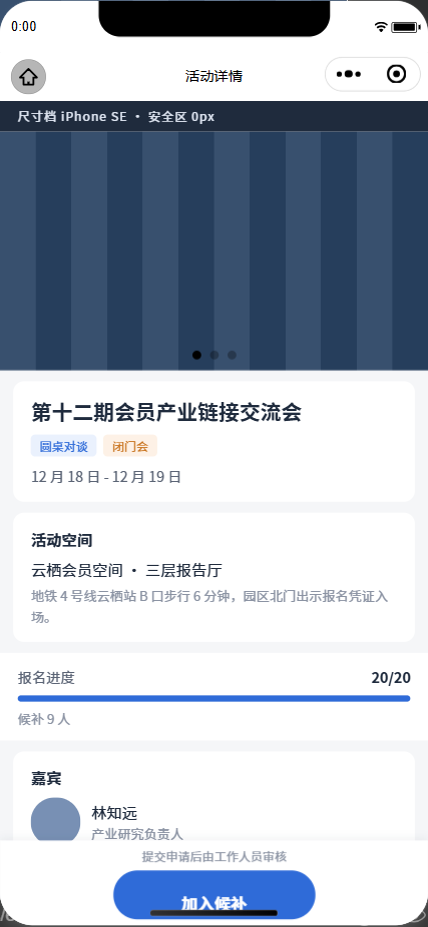 0:00
活动详情
尺寸档 iPhone SE · 安全区 0px
第十二期会员产业链接交流会
圆桌对谈 闭门会
12 月 18 日 - 12 月 19 日
活动空间
云栖会员空间 · 三层报告厅
地铁 4 号线云栖站 B 口步行 6 分钟，园区北门出示报名凭证入
场。
报名进度 20/20
候补 9 人
嘉宾
林知远
产业研究负责人
提交申请后由工作人员审核
加入候补